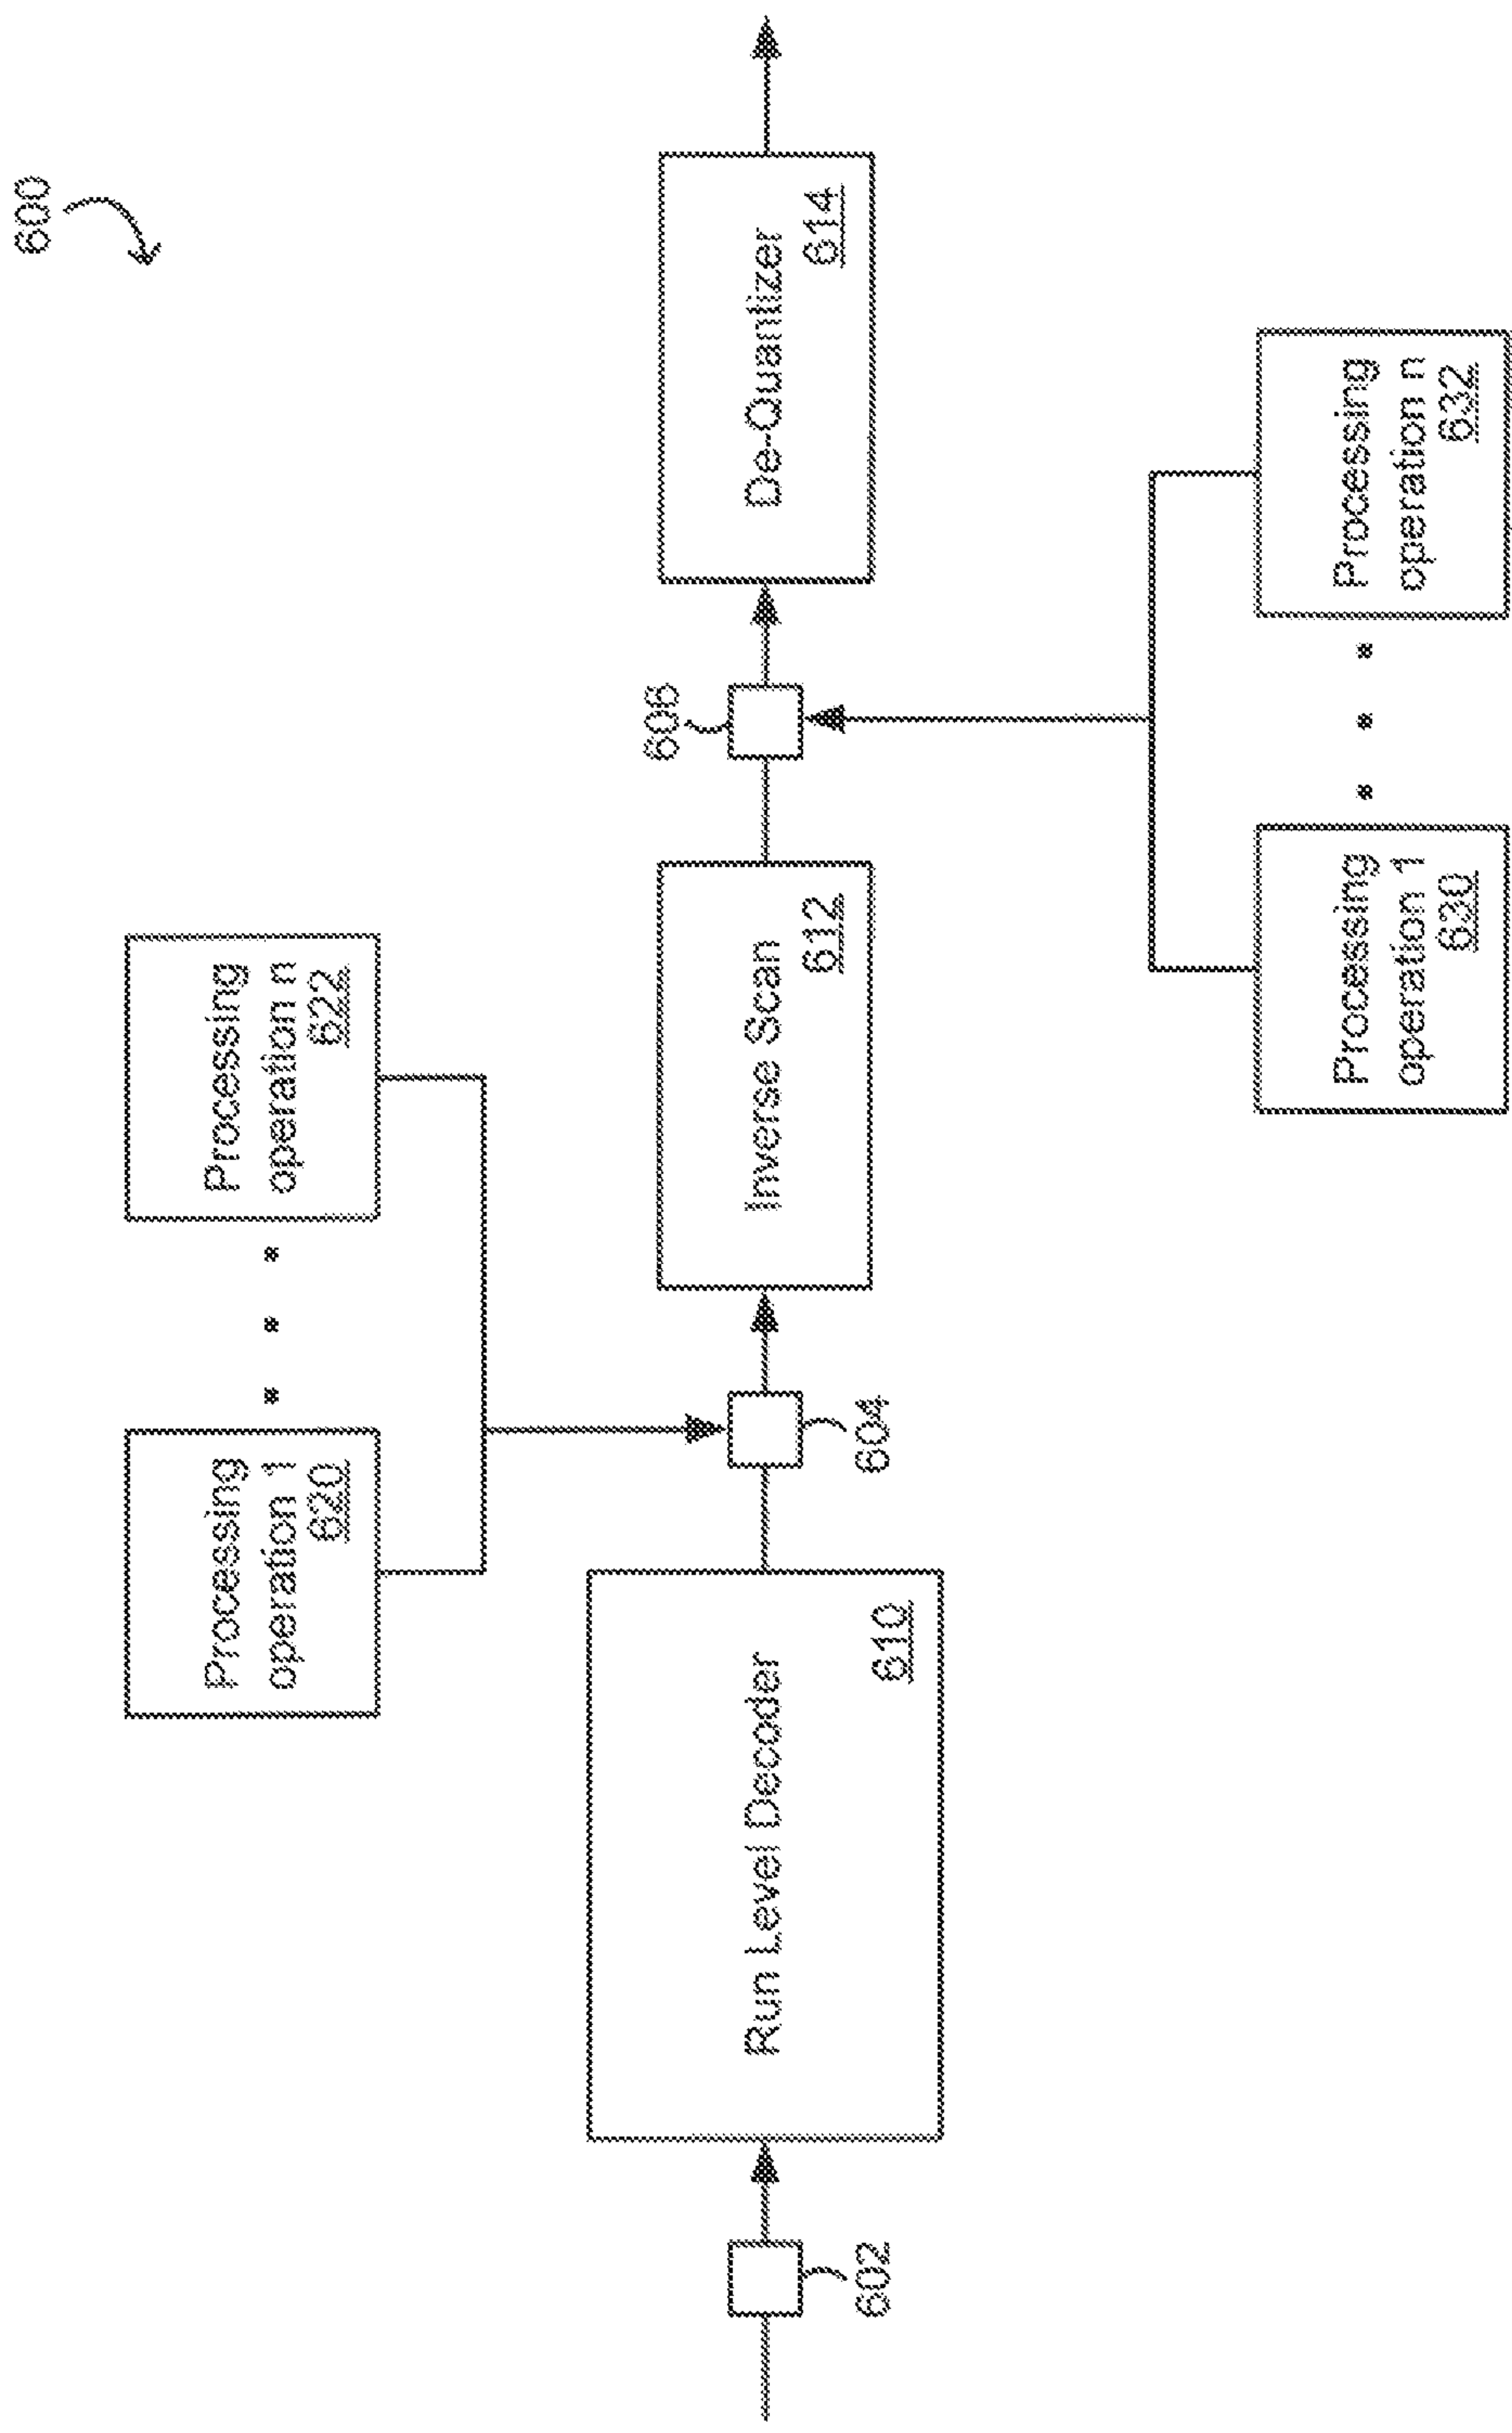 600
Processing
operation 1
620
Processing
operation n
622
602
Run Level Decoder
610
604
Inverse Scan
612
606
De-Quantizer
614
Processing
operation 1
630
Processing
operation n
632